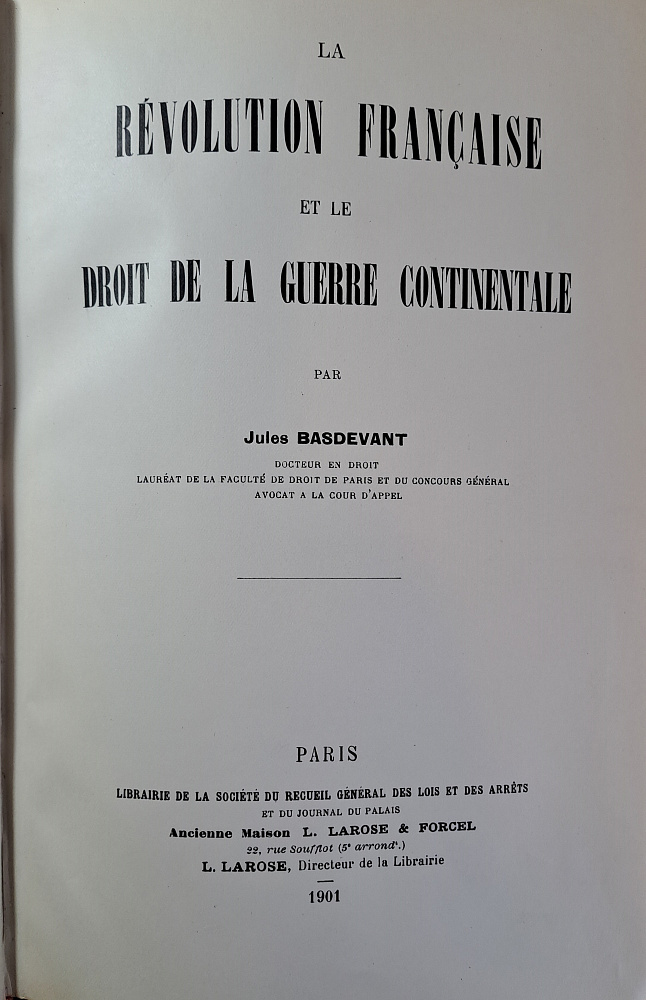 LA
RÉVOLUTION FRANÇAISE
ET LE
DROIT DE LA GUERRE CONTINENTALE
PAR
Jules BASDEVANT
DOCTEUR EN DROIT
LAURÉAT DE LA FACULTÉ DE DROIT DE PARIS ET DU CONCOURS GÉNÉRAL
AVOCAT A LA COUR D'APPEL
PARIS
LIBRAIRIE DE LA SOCIÉTÉ DU RECUEIL GÉNÉRAL DES LOIS ET DES ARRÊTS
ET DU JOURNAL DU PALAIS
Ancienne Maison L. LAROSE & FORCEL
22, rue Soufflot (5e arrondt.)
L. LAROSE, Directeur de la Librairie
1901